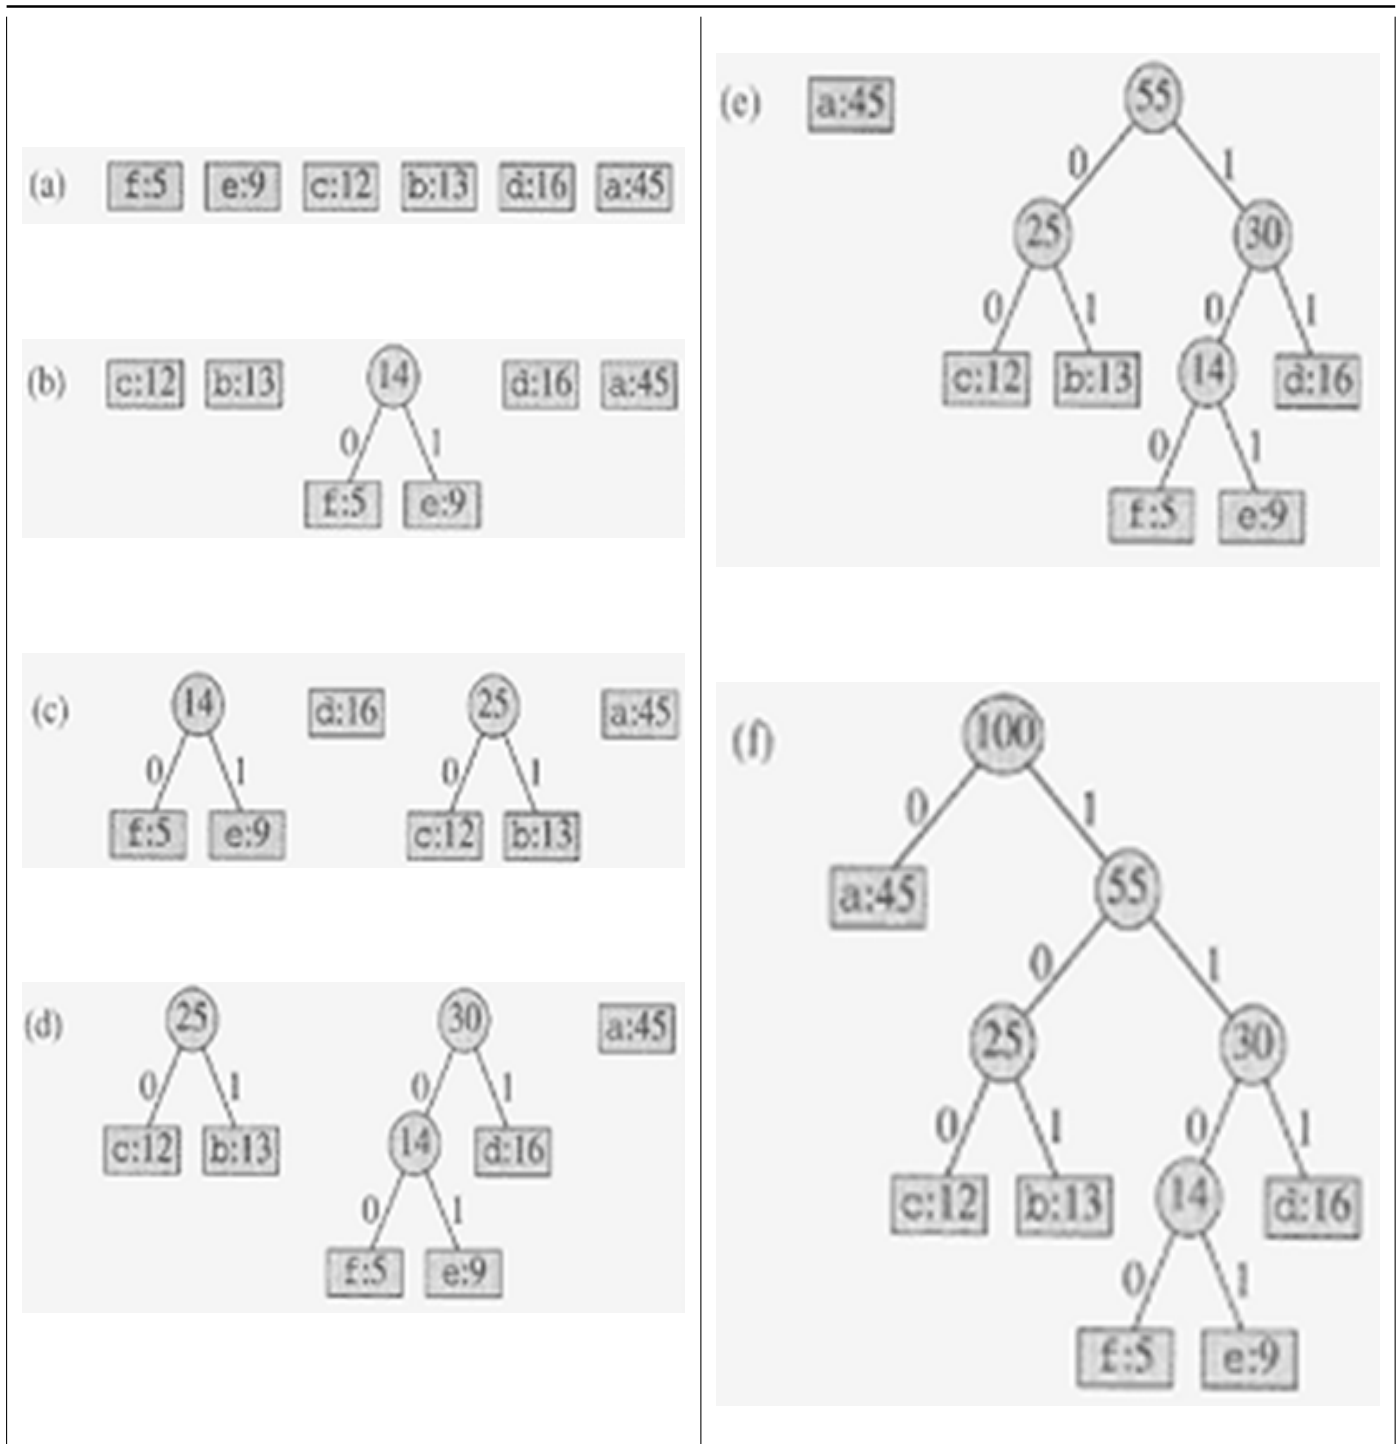 (a) f:5 e:9 c:12 b:13 d:16 a:45
(b) c:12 b:13 14 d:16 a:45
0 1
f:5 e:9
(c) 14 d:16 25 a:45
0 1 0 1
f:5 e:9 c:12 b:13
(d) 25 30 a:45
0 1 0 1
c:12 b:13 14 d:16
0 1
f:5 e:9
(e) a:45 55
0 1
25 30
0 1 0 1
c:12 b:13 14 d:16
0 1
f:5 e:9
(f) 100
0 1
a:45 55
0 1
25 30
0 1 0 1
c:12 b:13 14 d:16
0 1
f:5 e:9